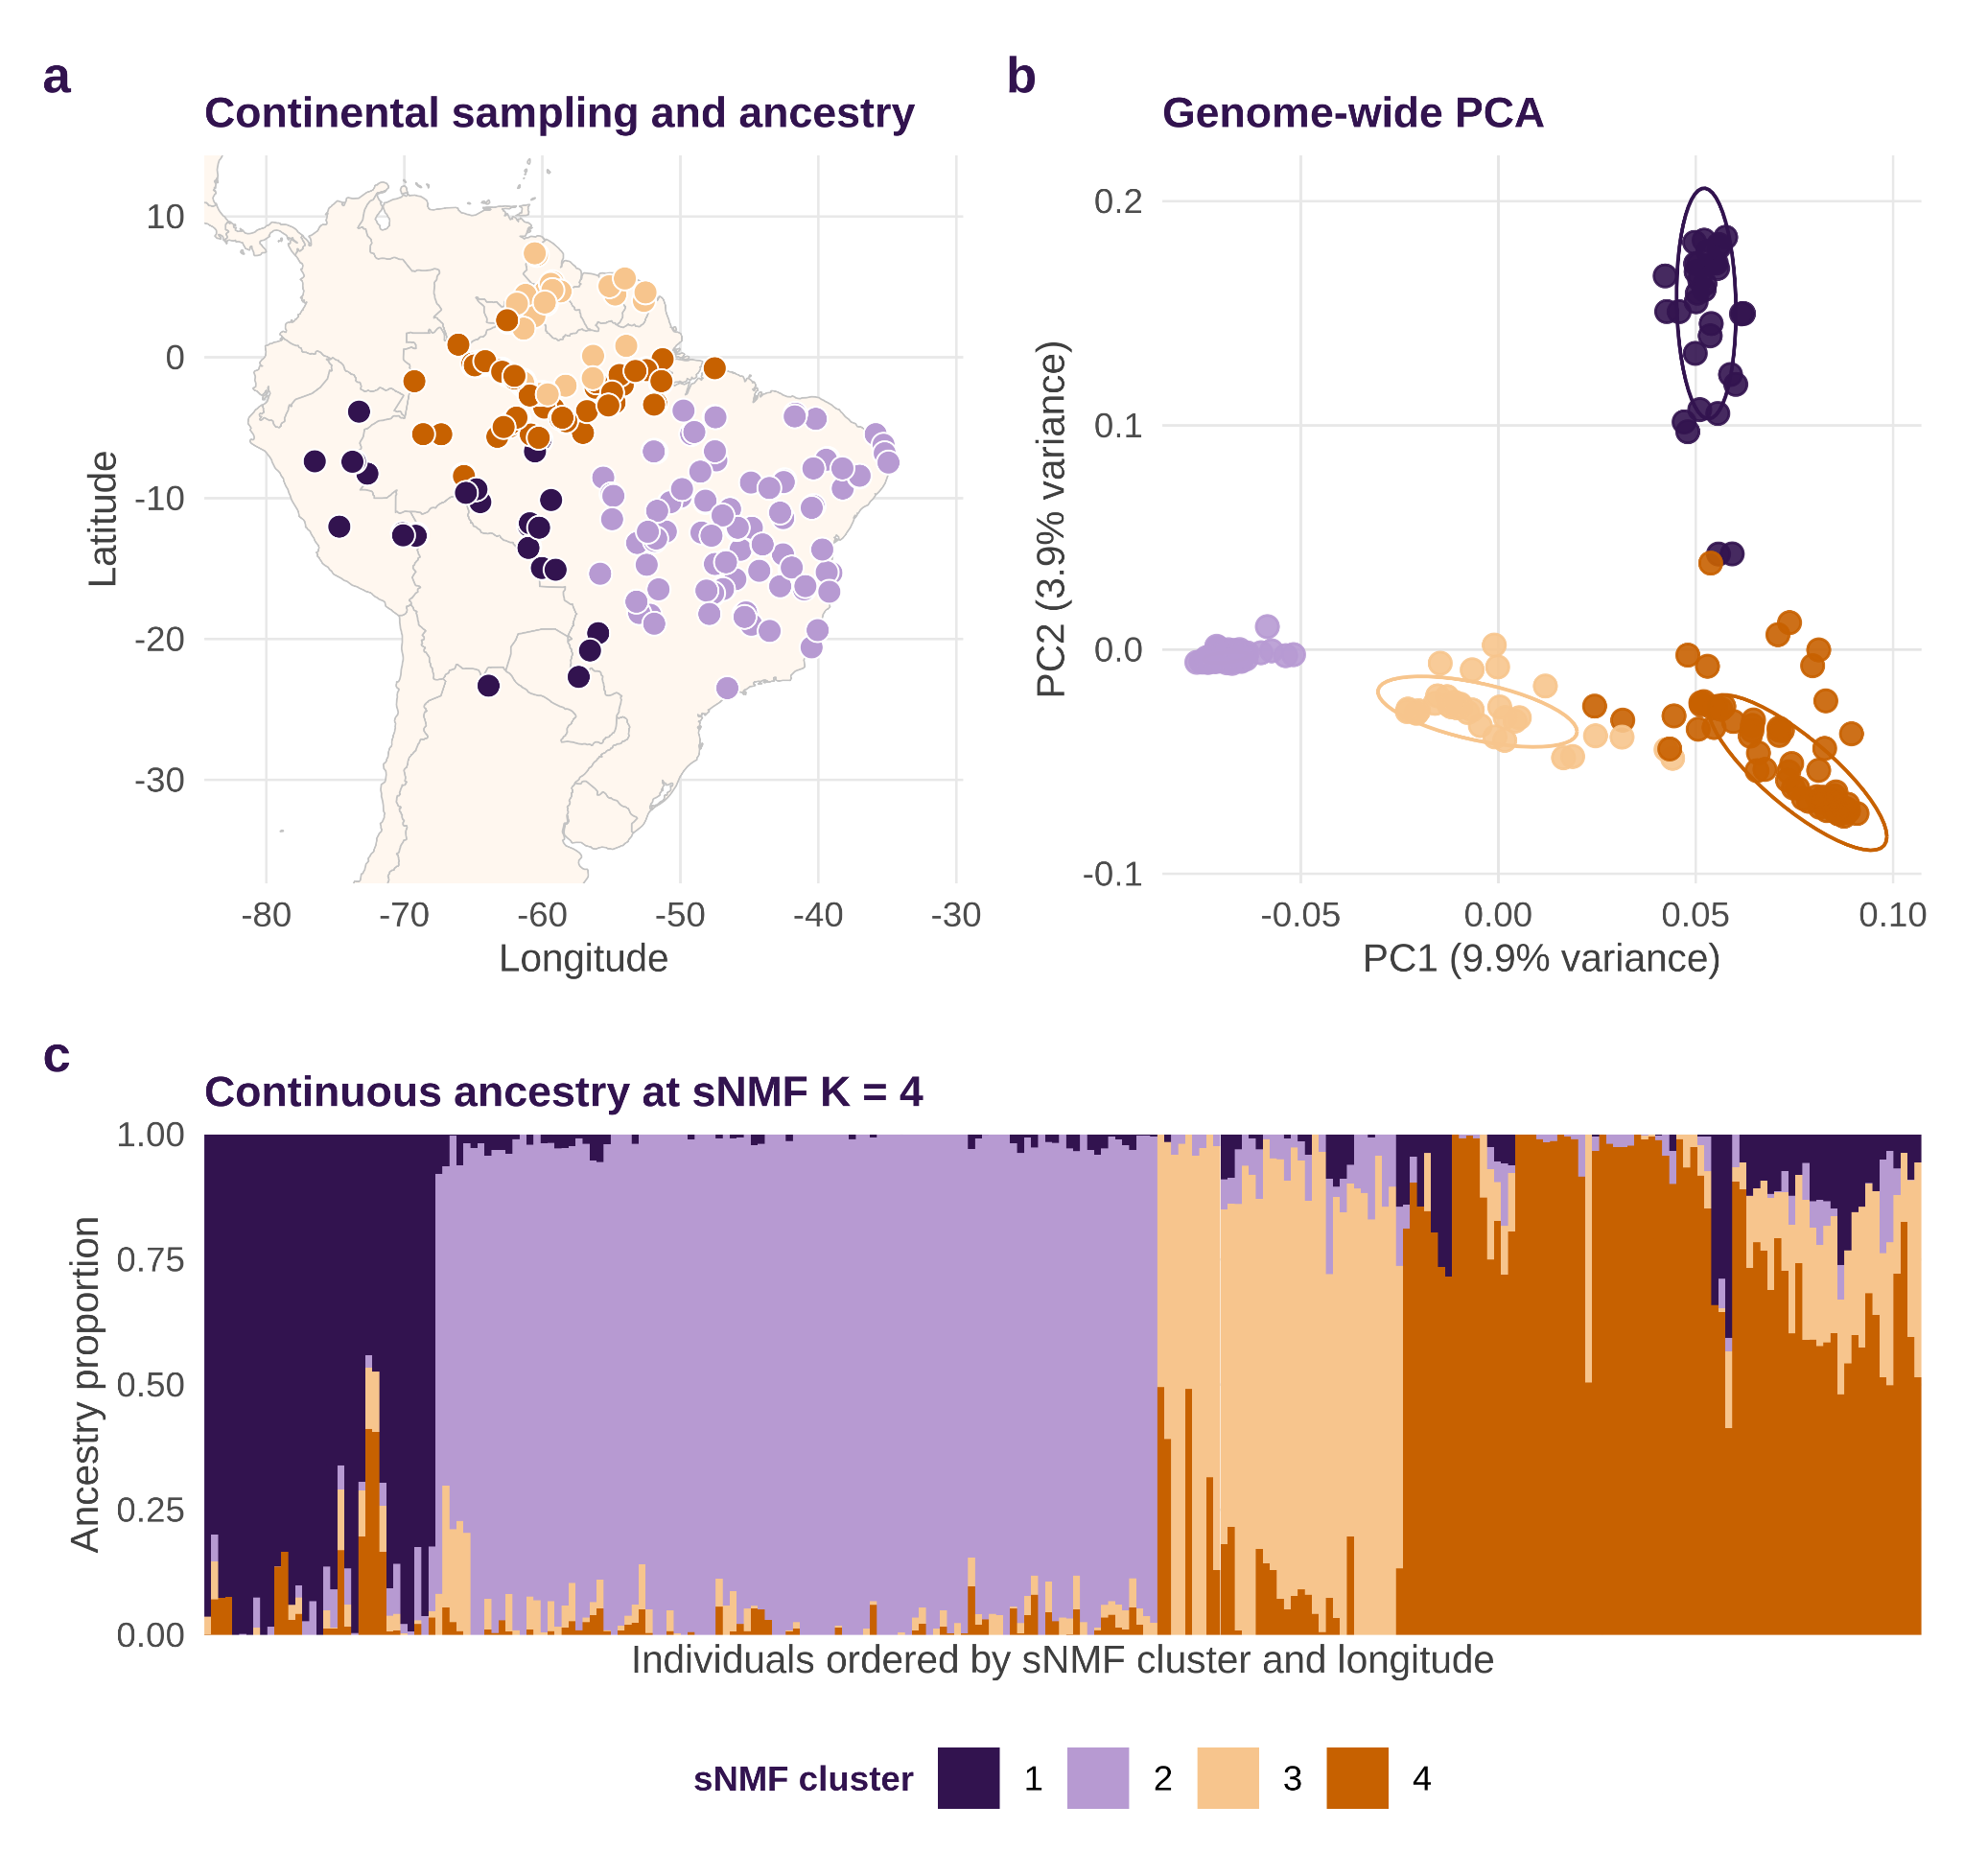 a
Continental sampling and ancestry
10
0
-10
-20
-30
Latitude
-80 -70 -60 -50 -40 -30
Longitude
b
Genome-wide PCA
0.2
0.1
0.0
-0.1
PC2 (3.9% variance)
-0.05 0.00 0.05 0.10
PC1 (9.9% variance)
c
Continuous ancestry at sNMF K = 4
1.00
0.75
0.50
0.25
0.00
Ancestry proportion
Individuals ordered by sNMF cluster and longitude
sNMF cluster 1 2 3 4